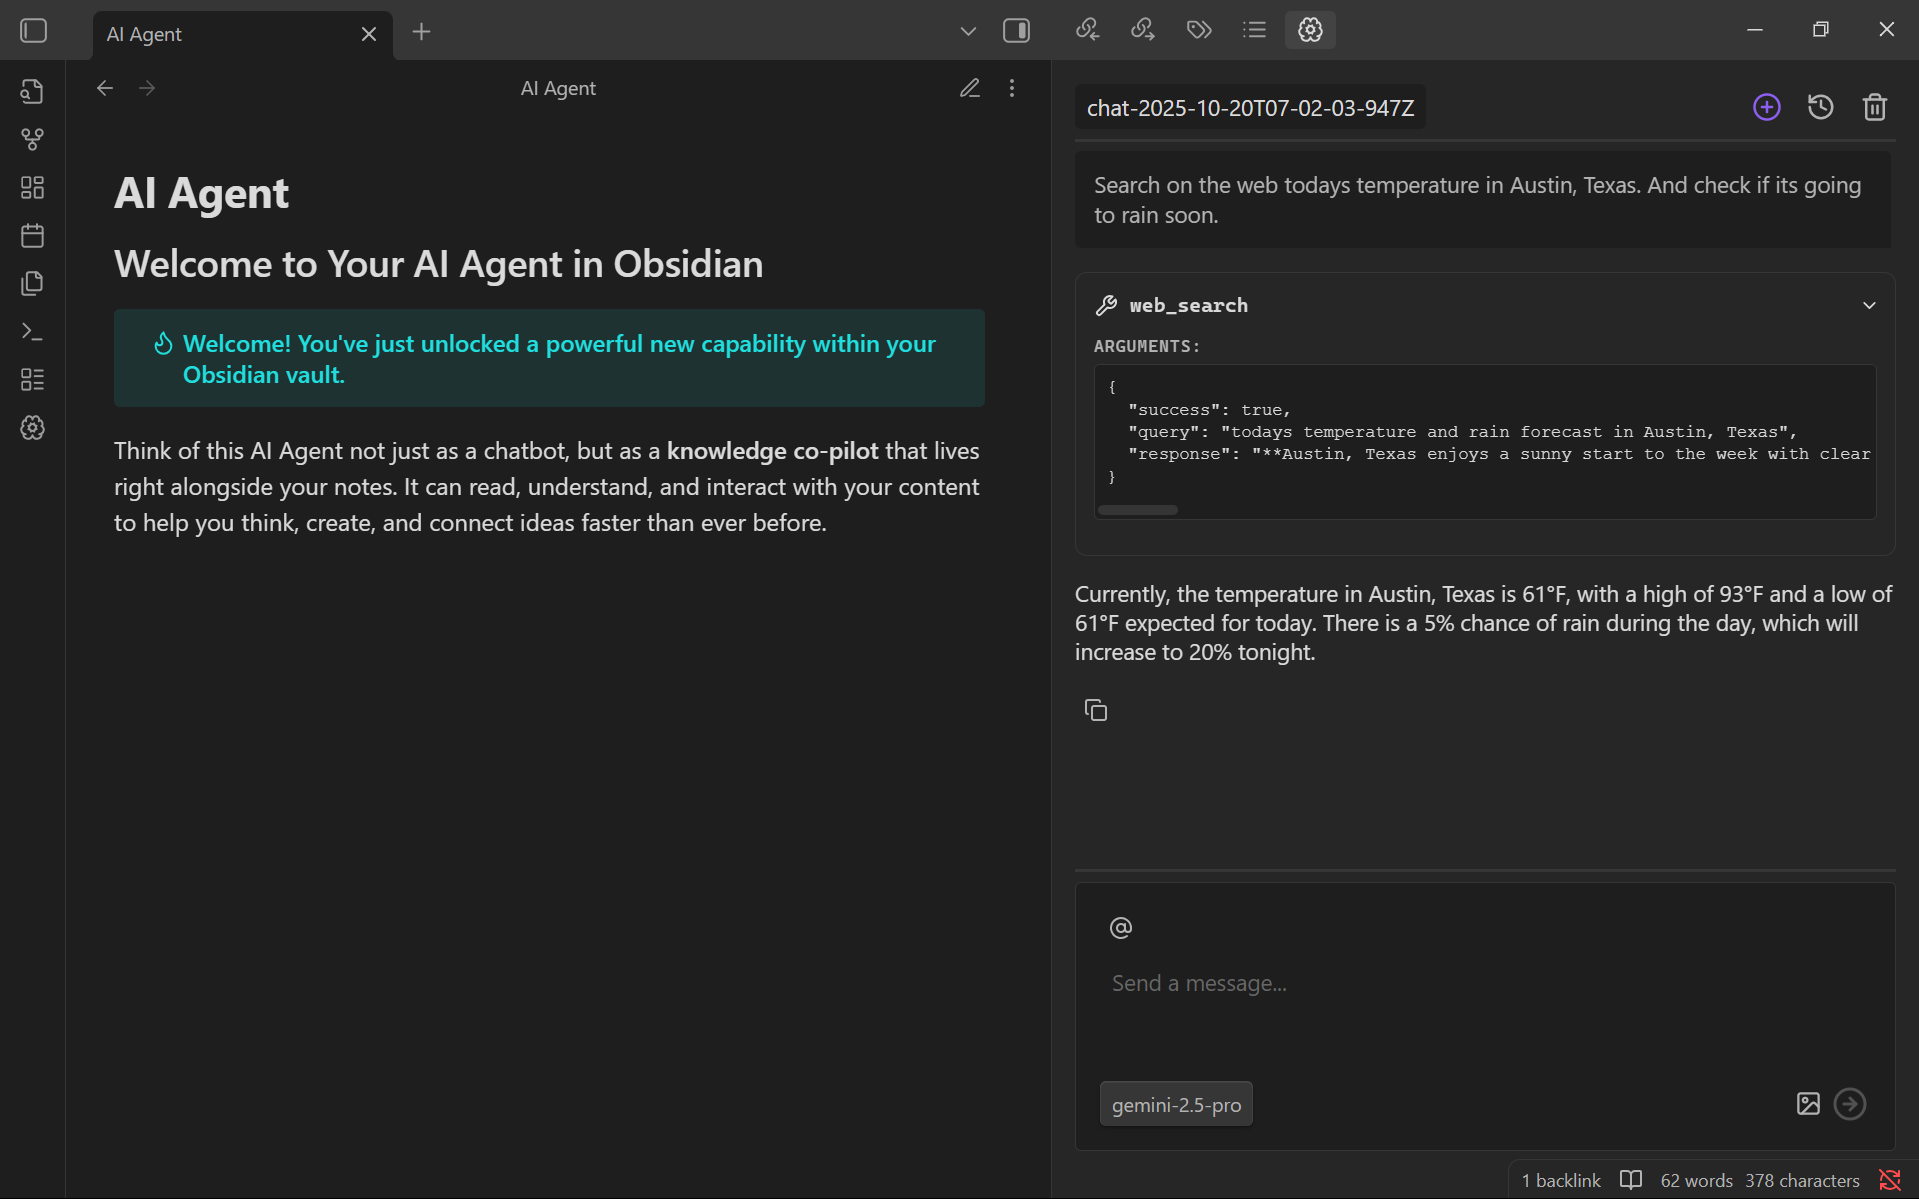 AI Agent
AI Agent
AI Agent
Welcome to Your AI Agent in Obsidian
Welcome! You've just unlocked a powerful new capability within your
Obsidian vault.
Think of this AI Agent not just as a chatbot, but as a knowledge co-pilot that lives
right alongside your notes. It can read, understand, and interact with your content
to help you think, create, and connect ideas faster than ever before.
chat-2025-10-20T07-02-03-947Z
Search on the web todays temperature in Austin, Texas. And check if its going
to rain soon.
web_search
ARGUMENTS:
{
"success": true,
"query": "todays temperature and rain forecast in Austin, Texas",
"response": "**Austin, Texas enjoys a sunny start to the week with clear
}
Currently, the temperature in Austin, Texas is 61°F, with a high of 93°F and a low of
61°F expected for today. There is a 5% chance of rain during the day, which will
increase to 20% tonight.
@
Send a message...
gemini-2.5-pro
1 backlink 62 words 378 characters